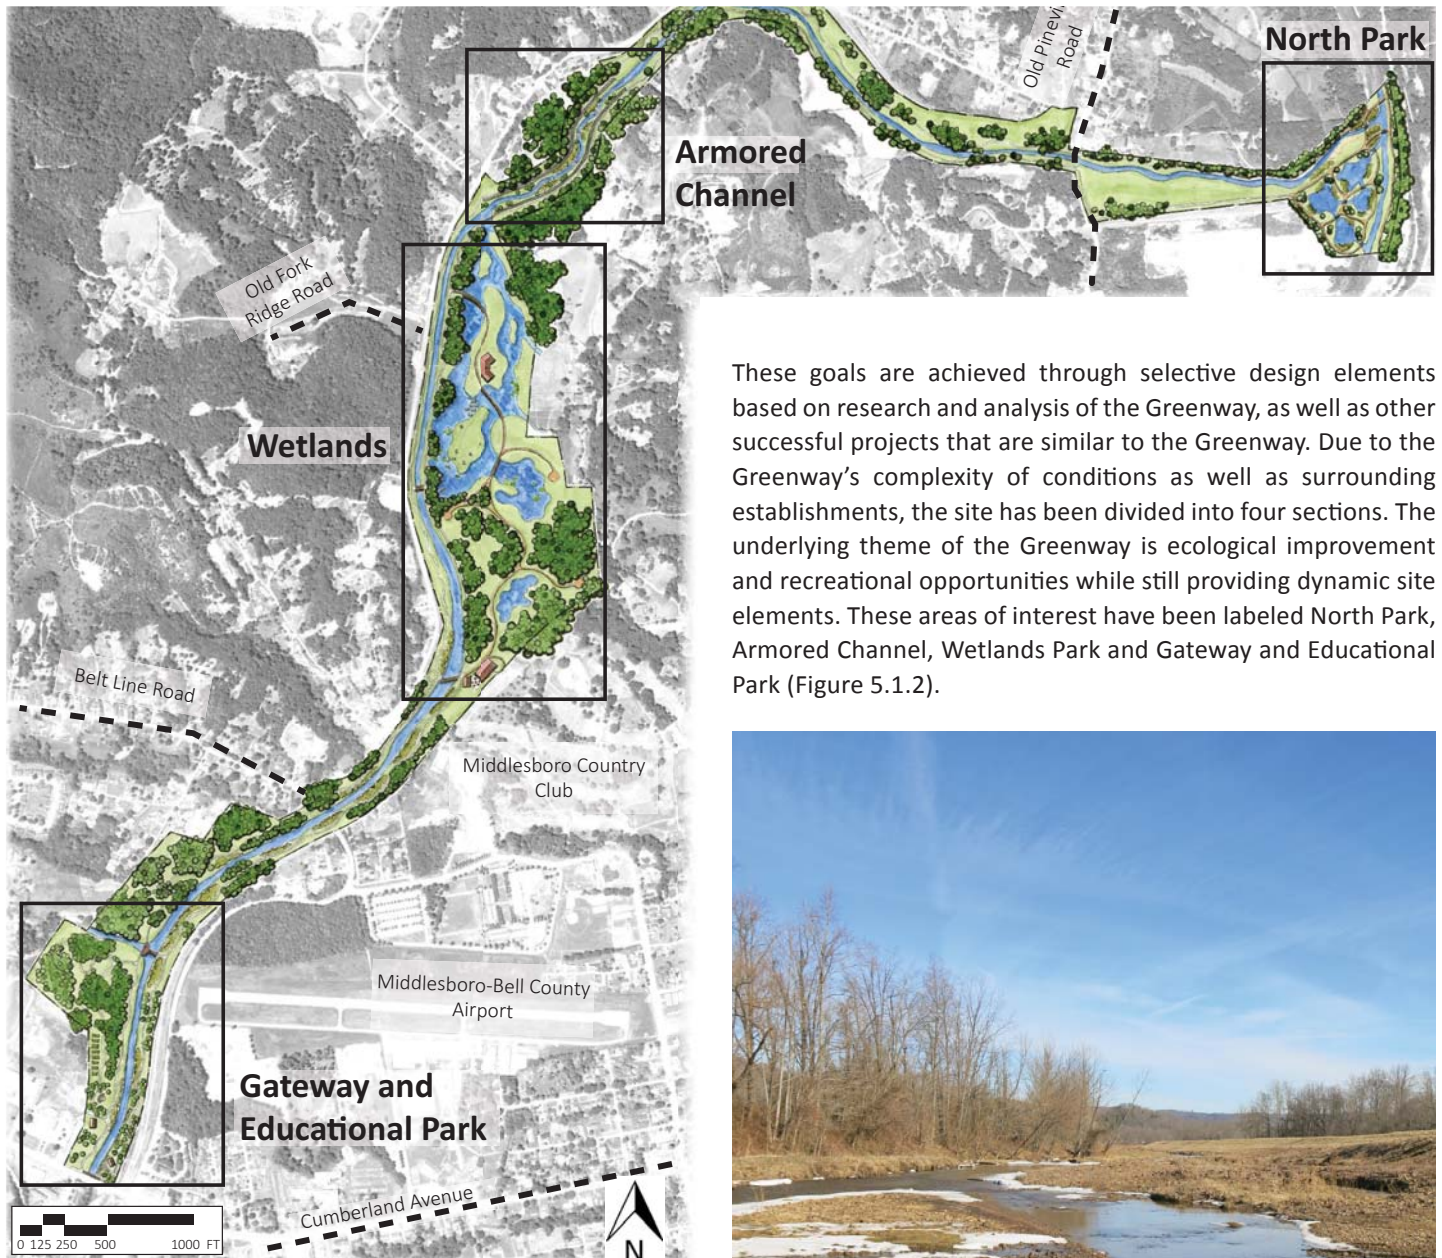 North Park
Old Pinevi
Road
Armored
Channel
Old Fork
Ridge Road
Wetlands
These goals are achieved through selective design elements
based on research and analysis of the Greenway, as well as other
successful projects that are similar to the Greenway. Due to the
Greenway's complexity of conditions as well as surrounding
establishments, the site has been divided into four sections. The
underlying theme of the Greenway is ecological improvement
and recreational opportunities while still providing dynamic site
elements. These areas of interest have been labeled North Park,
Armored Channel, Wetlands Park and Gateway and Educational
Park (Figure 5.1.2).
Belt Line Road
Middlesboro Country
Club
Middlesboro-Bell County
Airport
Gateway and
Educational Park
Cumberland Avenue
0 125 250 500 1000 FT
N